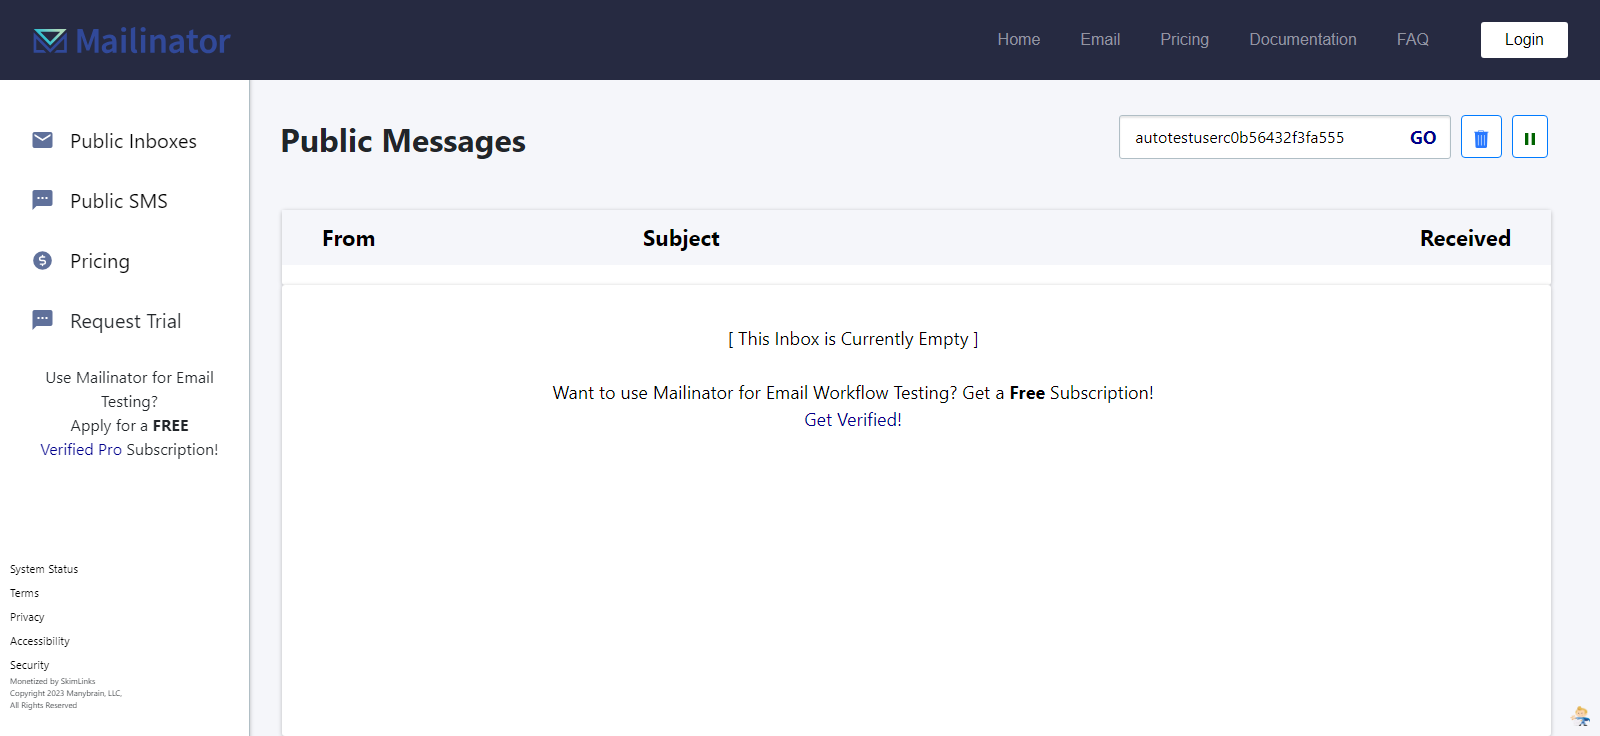 Mailinator
Home
Email
Pricing
Documentation
FAQ
Login
Public Inboxes
Public SMS
Pricing
Request Trial
Use Mailinator for Email
Testing?
Apply for a FREE
Verified Pro Subscription!
System Status
Terms
Privacy
Accessibility
Security
Monetized by SkimLinks
Copyright 2023 Manybrain, LLC,
All Rights Reserved
Public Messages
autotestuserc0b56432f3fa555
GO
From
Subject
Received
[ This Inbox is Currently Empty ]
Want to use Mailinator for Email Workflow Testing? Get a Free Subscription!
Get Verified!